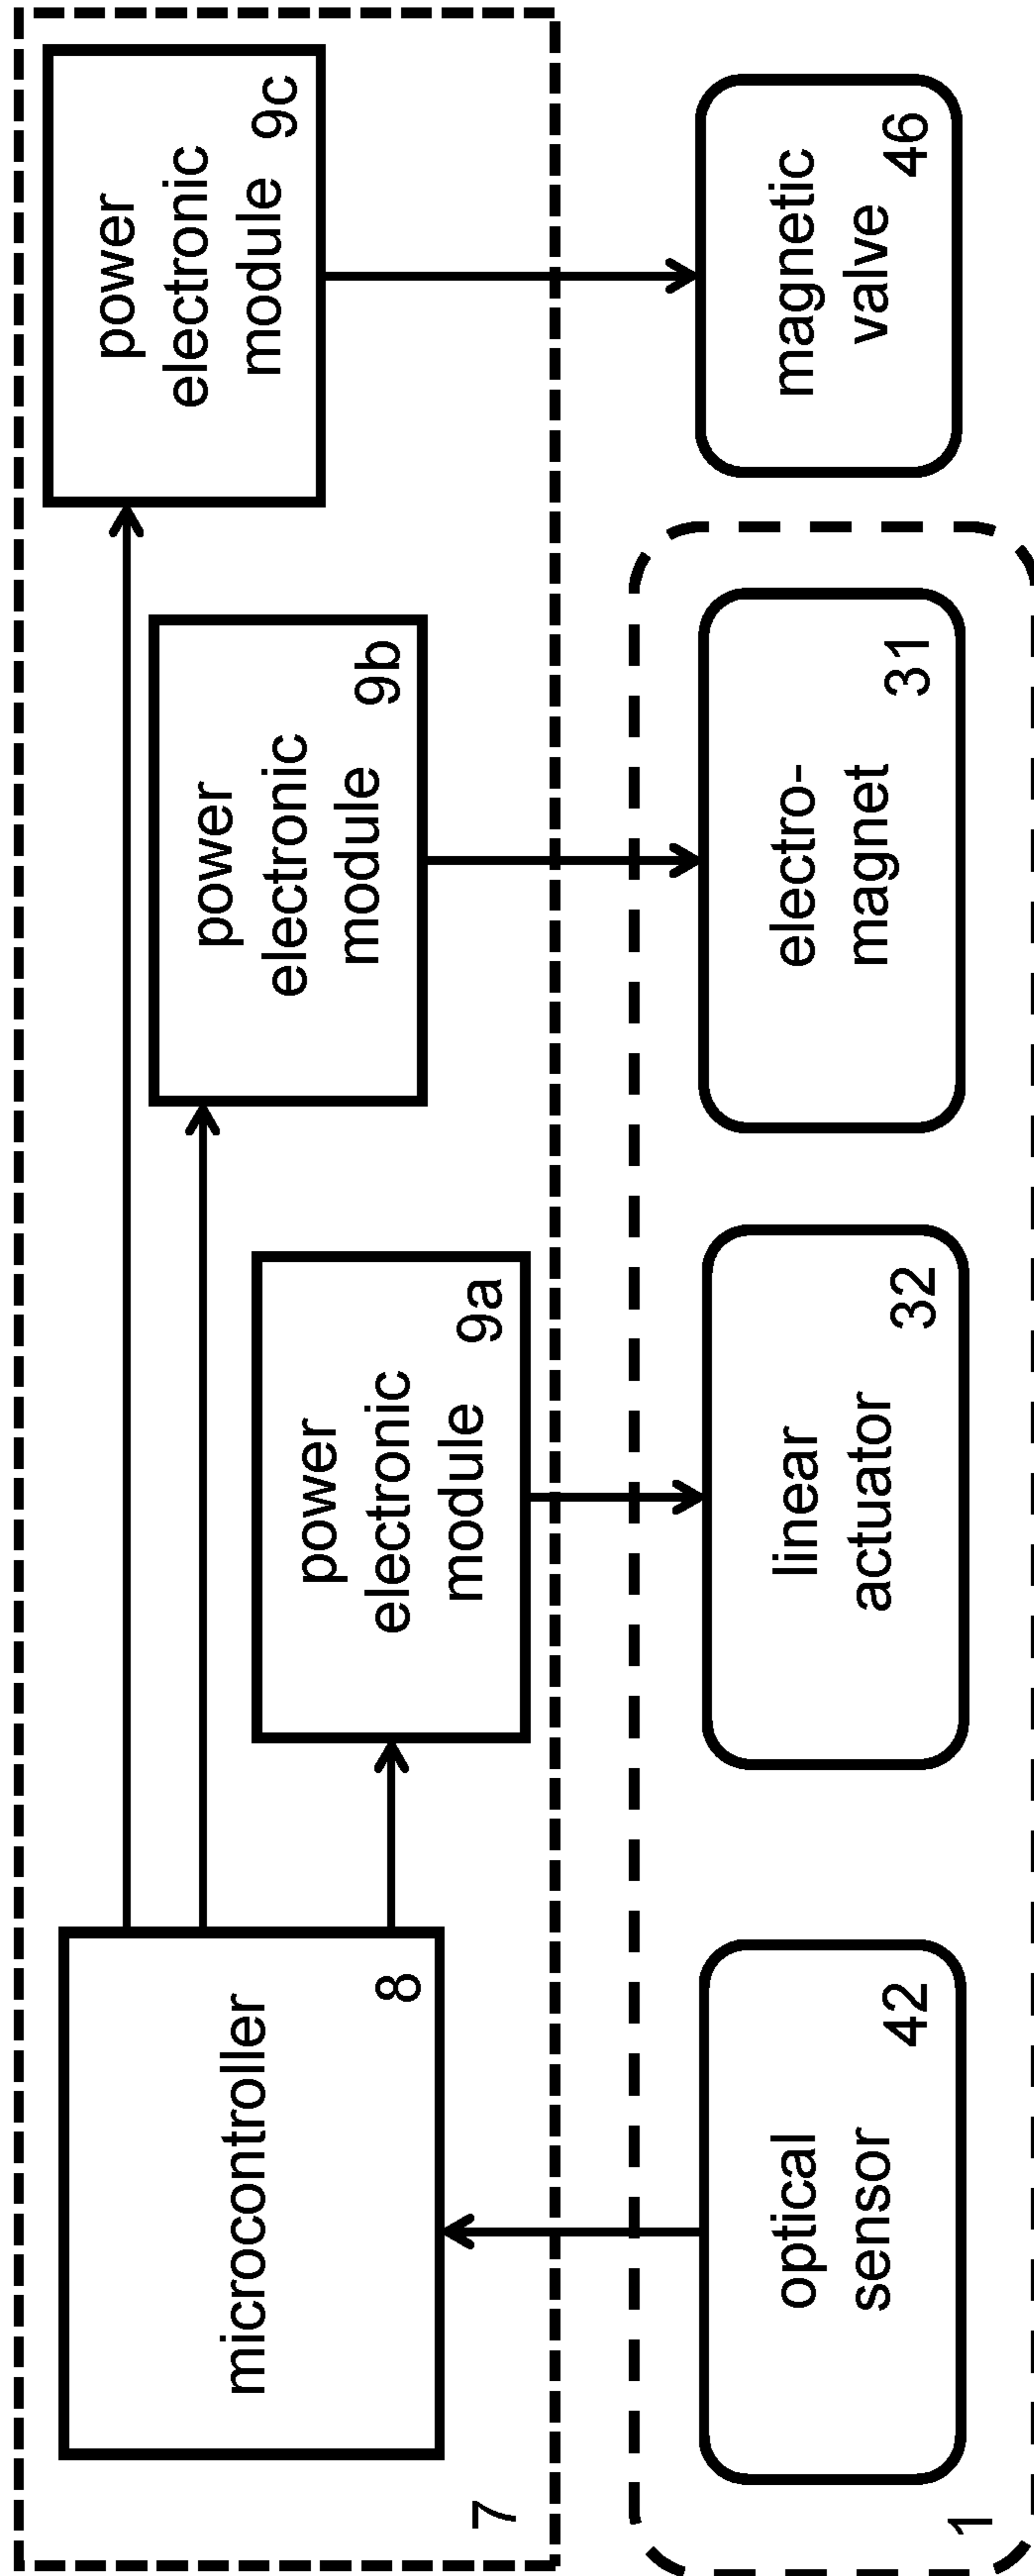 microcontroller
8
power
electronic
module 9a
power
electronic
module 9b
power
electronic
module 9c
7
optical
sensor
42
linear
actuator
32
electro-
magnet
31
magnetic
valve 46
1